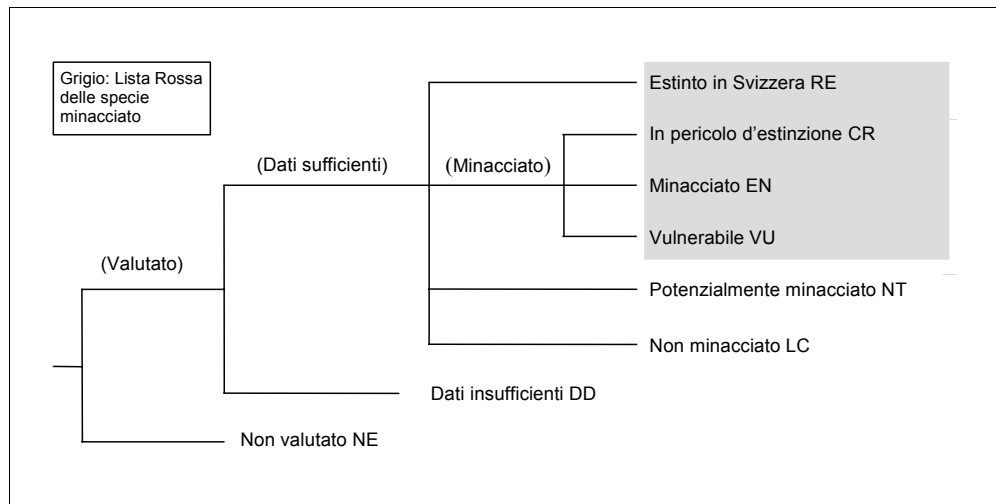 Grigio: Lista Rossa
delle specie
minacciato
Estinto in Svizzera RE
In pericolo d'estinzione CR
(Dati sufficienti)
(Minacciato)
Minacciato EN
Vulnerabile VU
(Valutato)
Potenzialmente minacciato NT
Non minacciato LC
Dati insufficienti DD
Non valutato NE